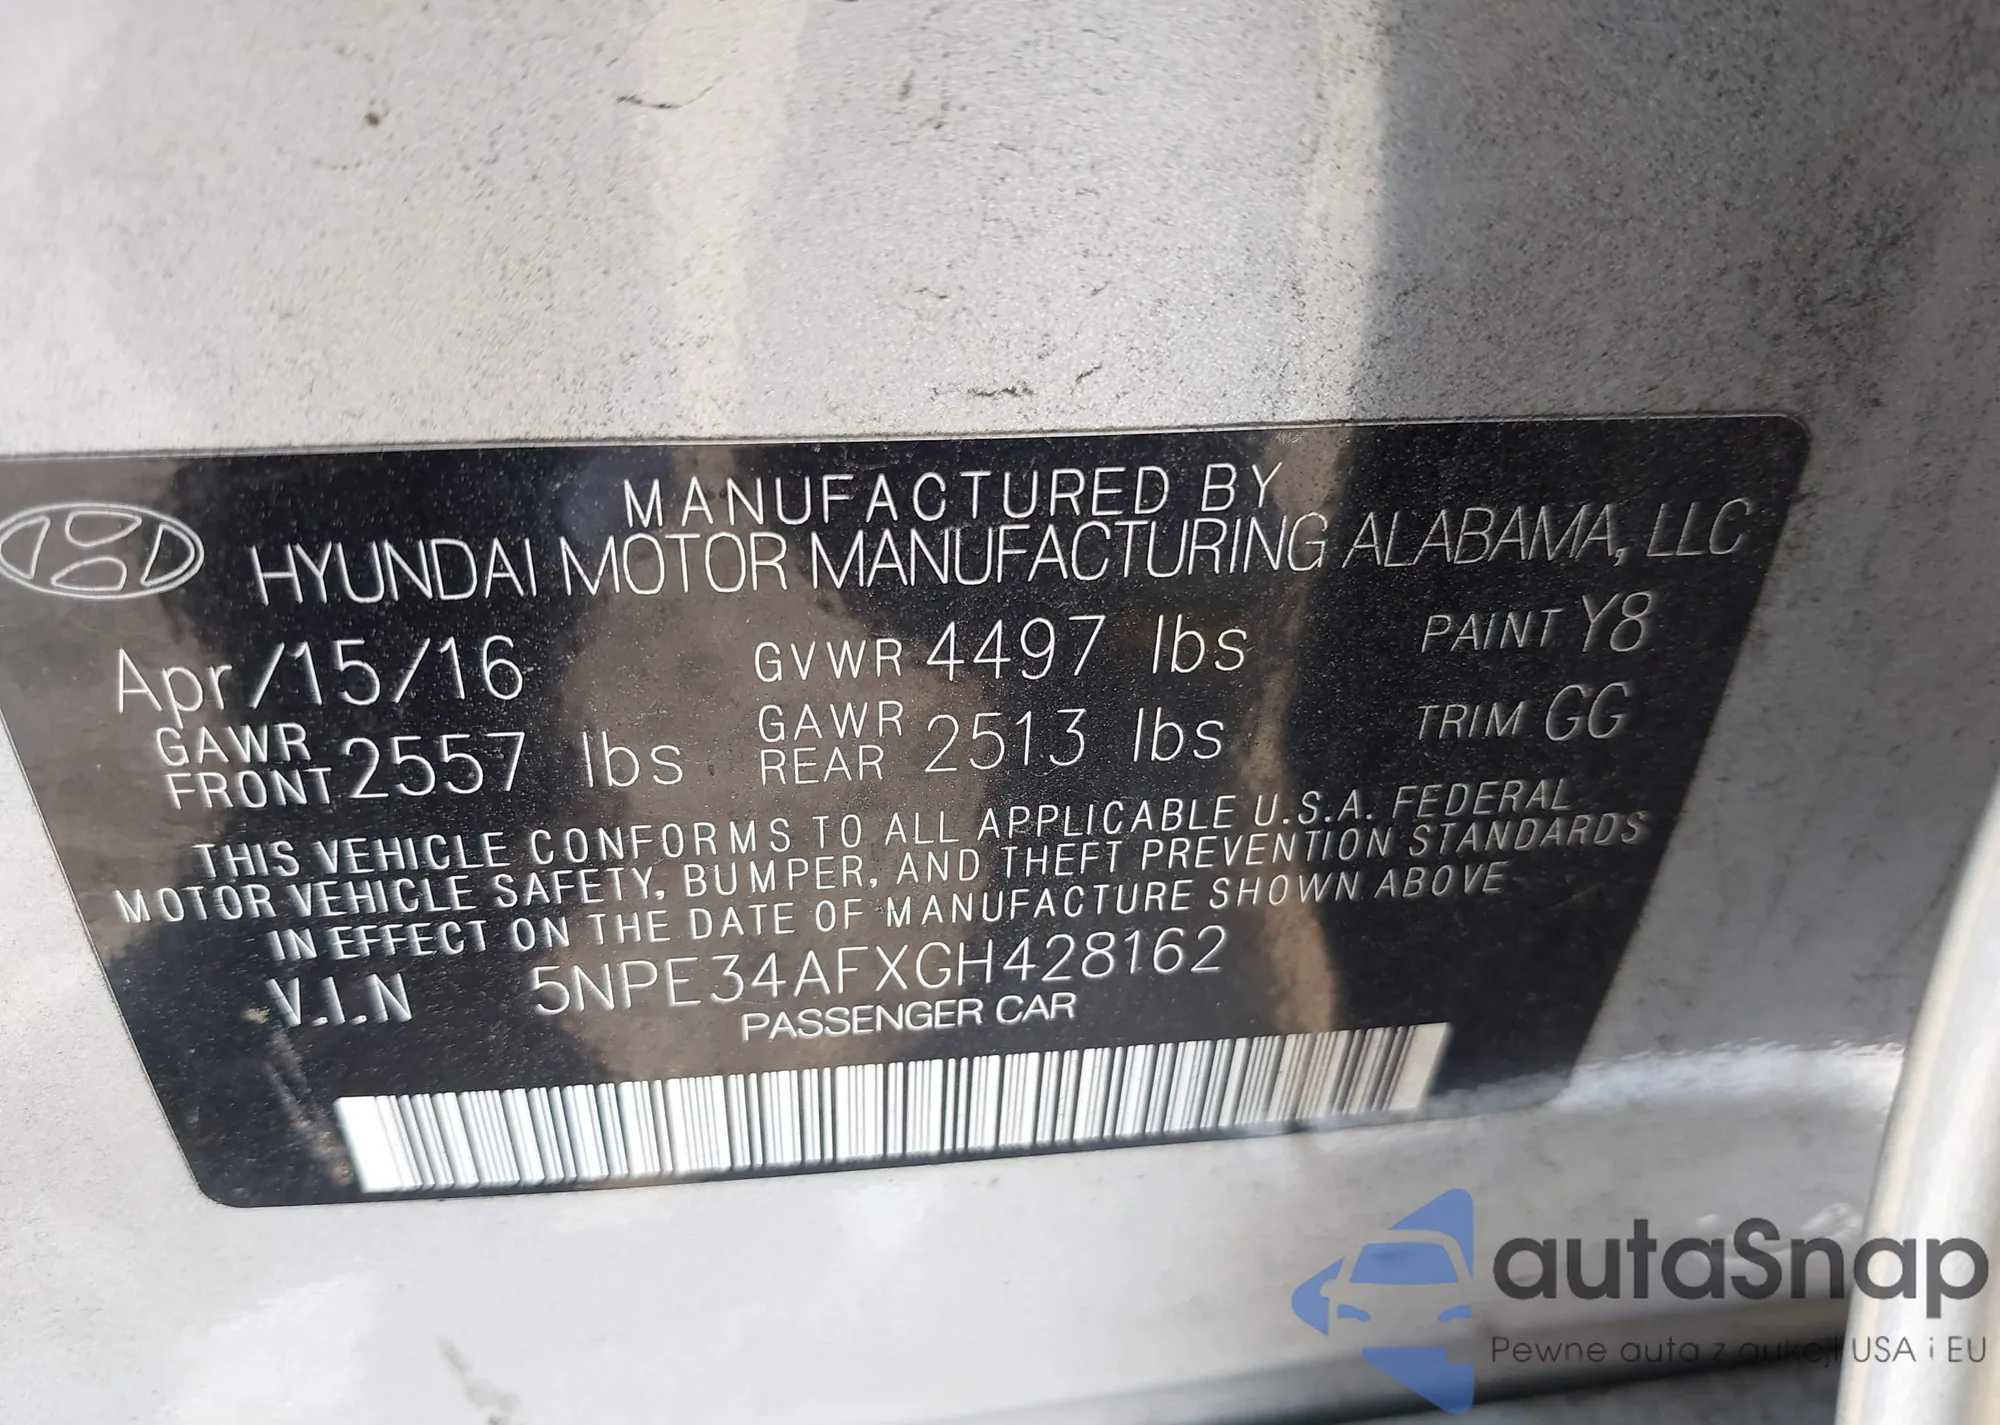 MANUFACTURED BY
HYUNDAI MOTOR MANUFACTURING ALABAMA, LLC
Apr/15/16 GVWR 4497 lbs PAINT Y8
GAWR FRONT 2557 lbs GAWR REAR 2513 lbs TRIM GG
THIS VEHICLE CONFORMS TO ALL APPLICABLE U.S.A. FEDERAL
MOTOR VEHICLE SAFETY, BUMPER, AND THEFT PREVENTION STANDARDS
IN EFFECT ON THE DATE OF MANUFACTURE SHOWN ABOVE
V.I.N 5NPE34AFXGH428162
PASSENGER CAR
autaSnap
Pewne auta z aukcji USA i EU